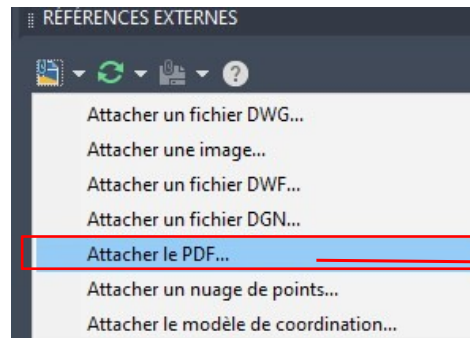 RÉFÉRENCES EXTERNES
?
Attacher un fichier DWG...
Attacher une image...
Attacher un fichier DWF...
Attacher un fichier DGN...
Attacher le PDF...
Attacher un nuage de points...
Attacher le modèle de coordination...